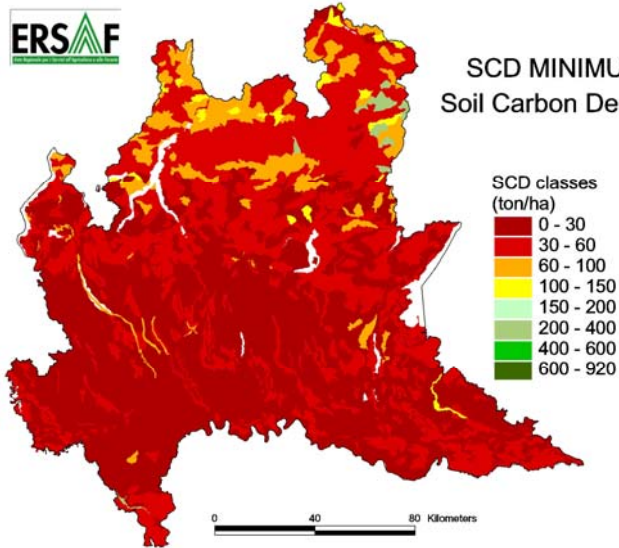 ERSAF
Ente Regionale per i Servizi all'Agricoltura e alle Foreste
SCD MINIMU
Soil Carbon De
SCD classes
(ton/ha)
0 - 30
30 - 60
60 - 100
100 - 150
150 - 200
200 - 400
400 - 600
600 - 920
0 40 80 Kilometers